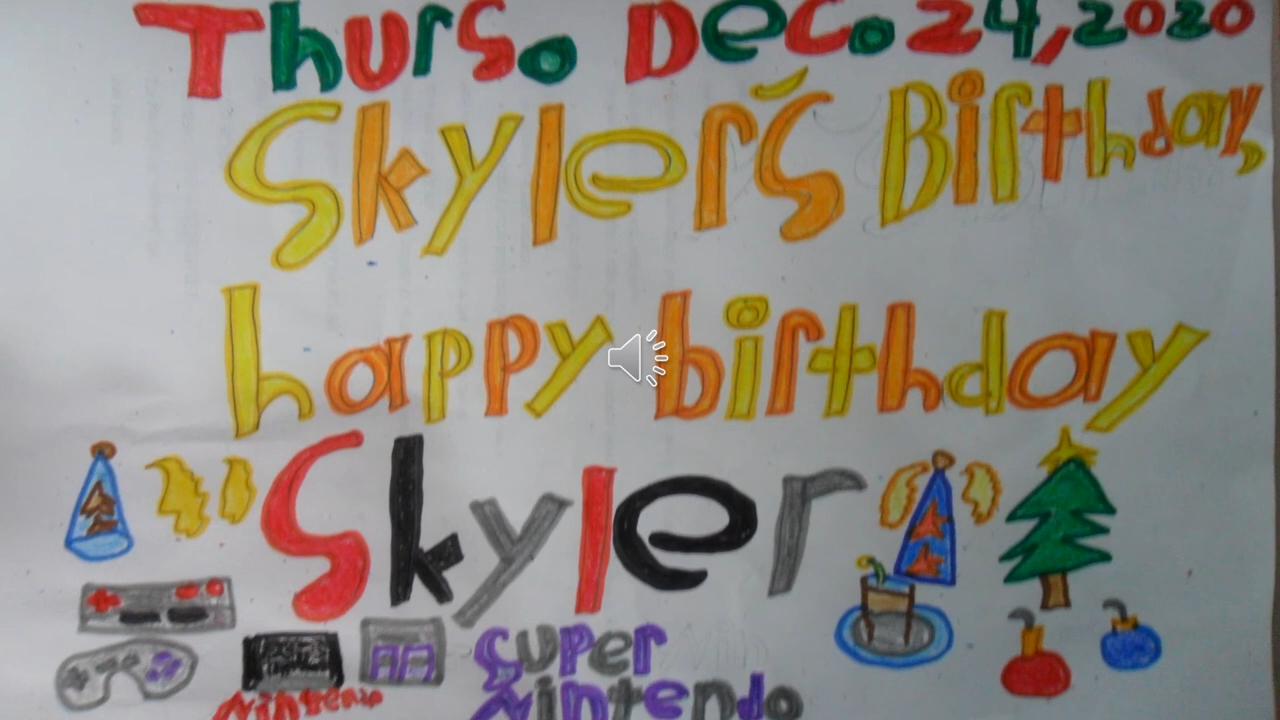 Thurs. Dec. 24, 2020
Skyler's Birthday,
happy birthday
Skyler
Nintendo
Super
Nintendo